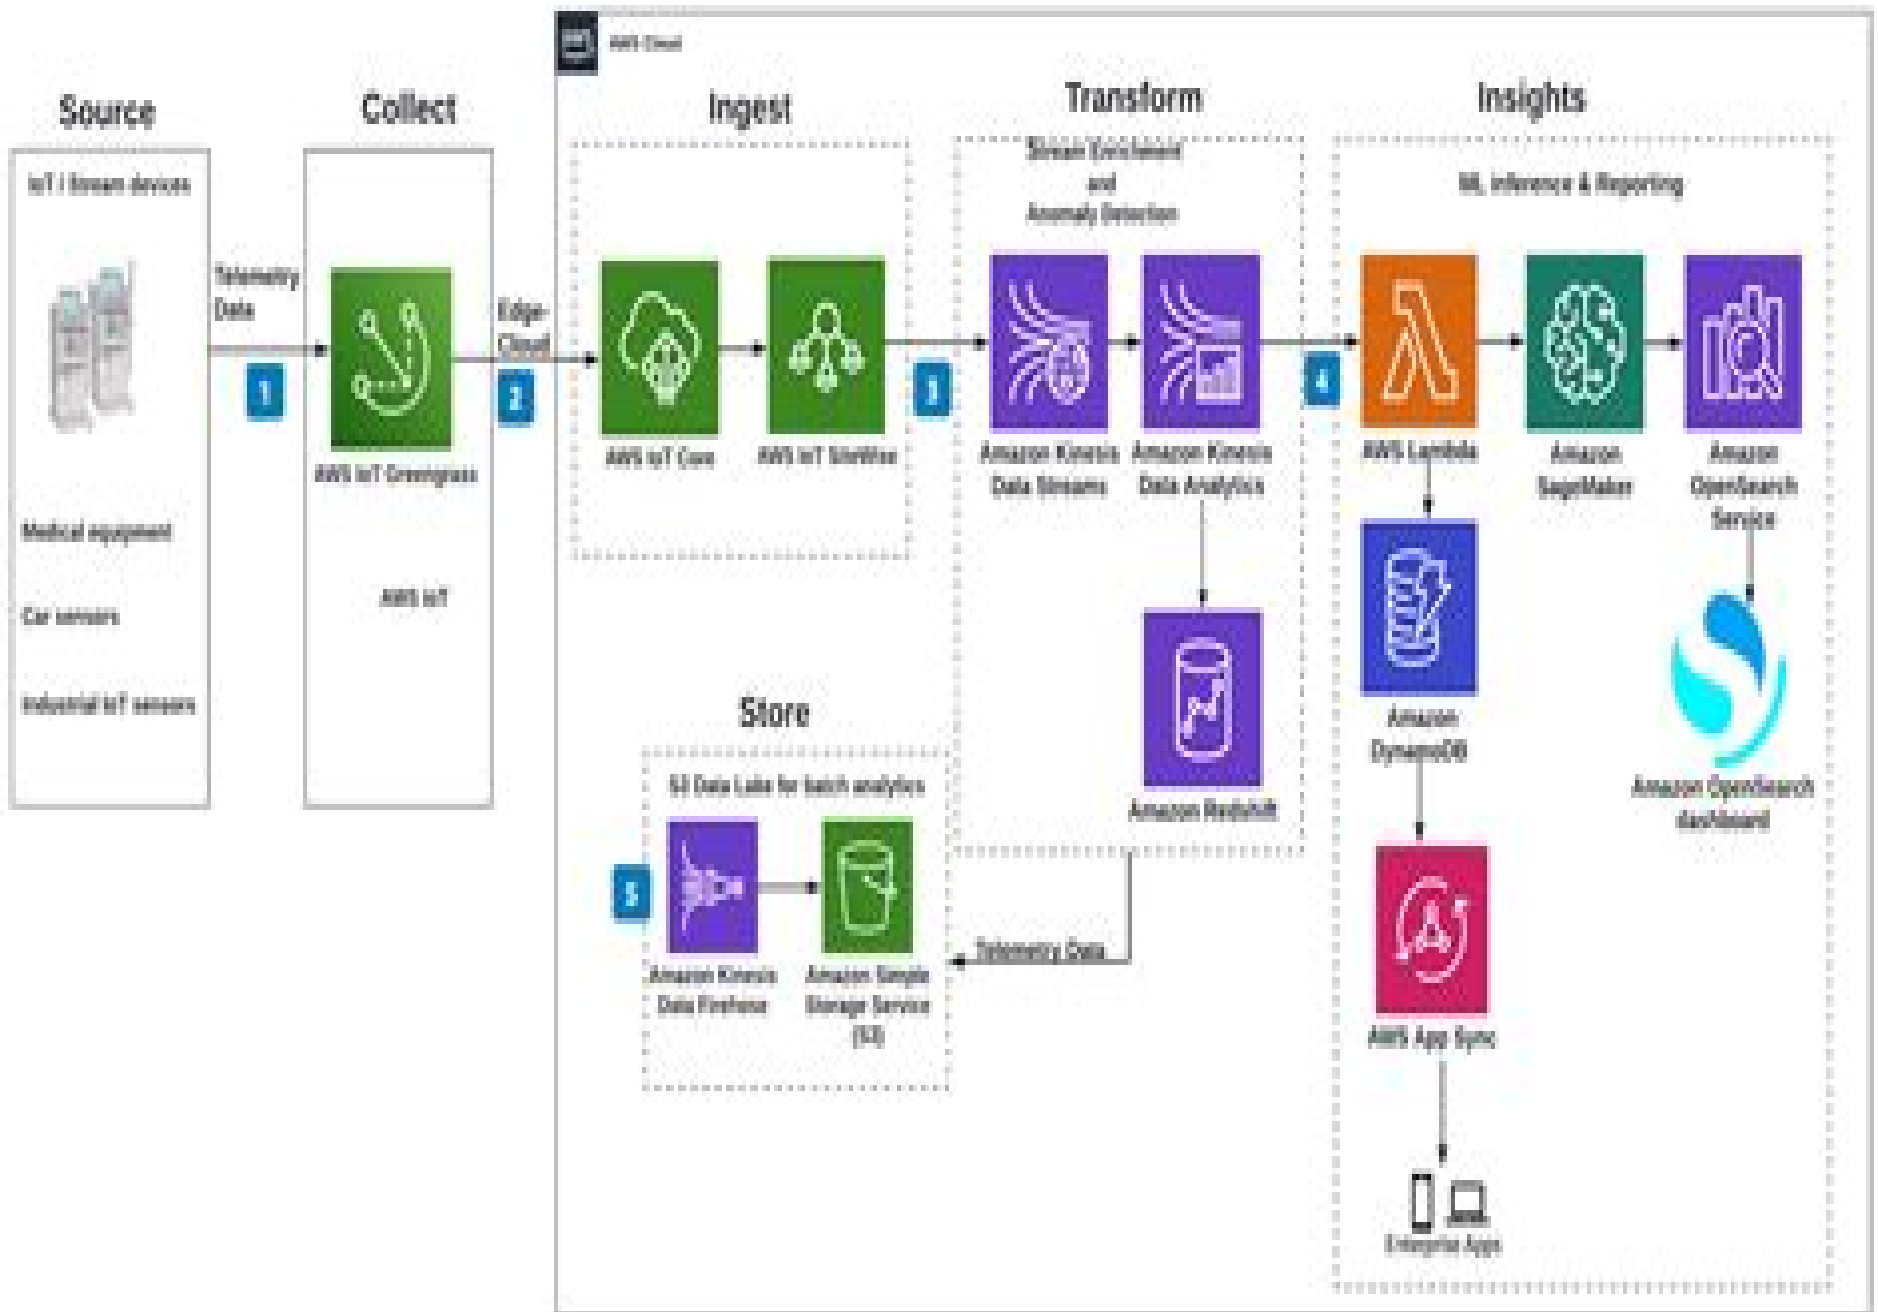 AWS Cloud
Source
Collect
Ingest
Transform
Insights
IoT / Stream devices
Telemetry
Data
1
AWS IoT Greengrass
AWS IoT
Medical equipment
Car sensors
Industrial IoT sensors
Edge-
Cloud
2
AWS IoT Core
AWS IoT SiteWise
3
Stream Enrichment
and
Anomaly Detection
Amazon Kinesis
Data Streams
Amazon Kinesis
Data Analytics
Amazon Redshift
4
ML inference & Reporting
AWS Lambda
Amazon
SageMaker
Amazon
OpenSearch
Service
Amazon
DynamoDB
Amazon OpenSearch
dashboard
AWS App Sync
Enterprise Apps
Store
S3 Data Lake for batch analytics
5
Amazon Kinesis
Data Firehose
Amazon Simple
Storage Service
(S3)
Telemetry Data